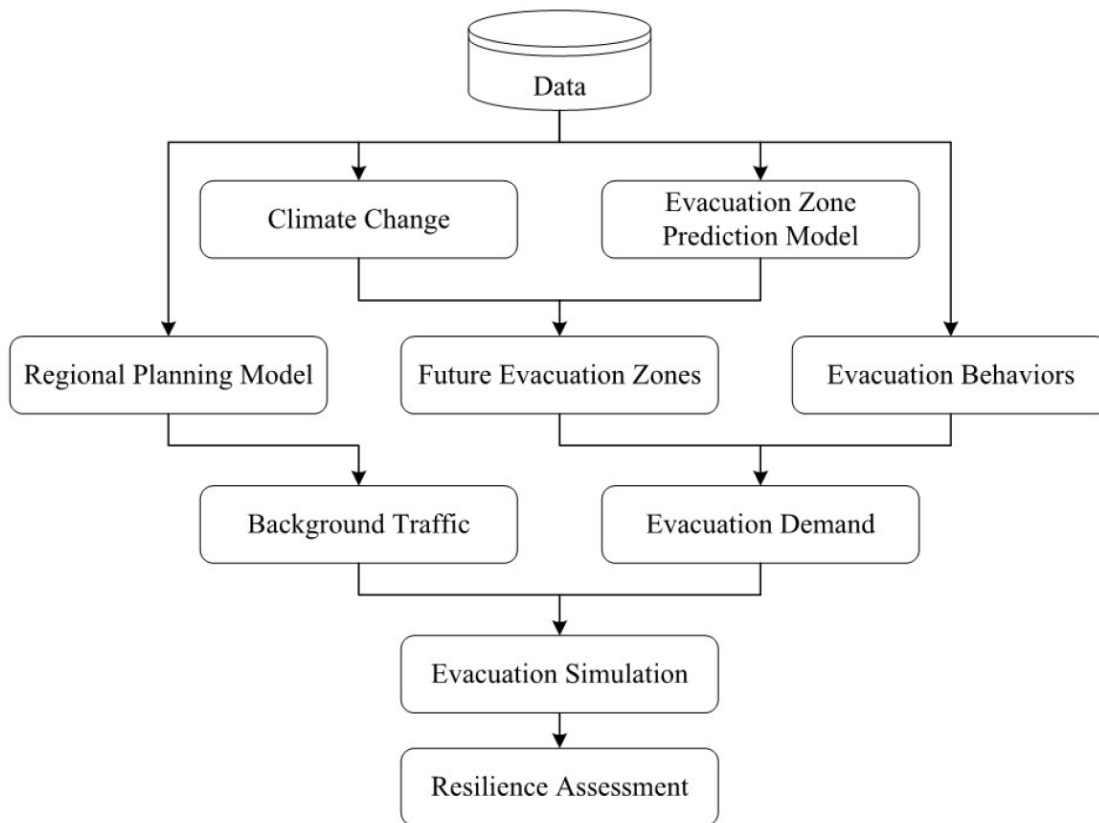 Data
Climate Change
Evacuation Zone
Prediction Model
Regional Planning Model
Future Evacuation Zones
Evacuation Behaviors
Background Traffic
Evacuation Demand
Evacuation Simulation
Resilience Assessment